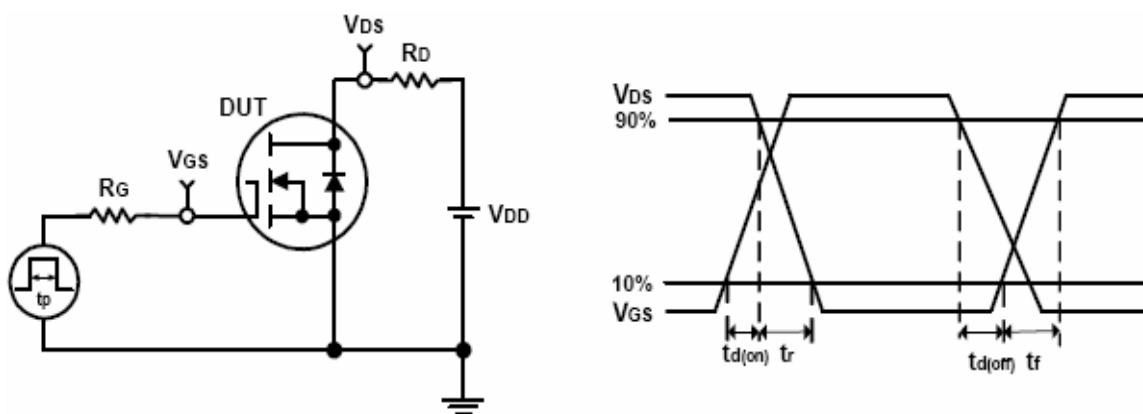 VDS
RD
DUT
VGS
RG
VDD
tp
VDS
90%
10%
VGS
td(on) tr td(off) tf